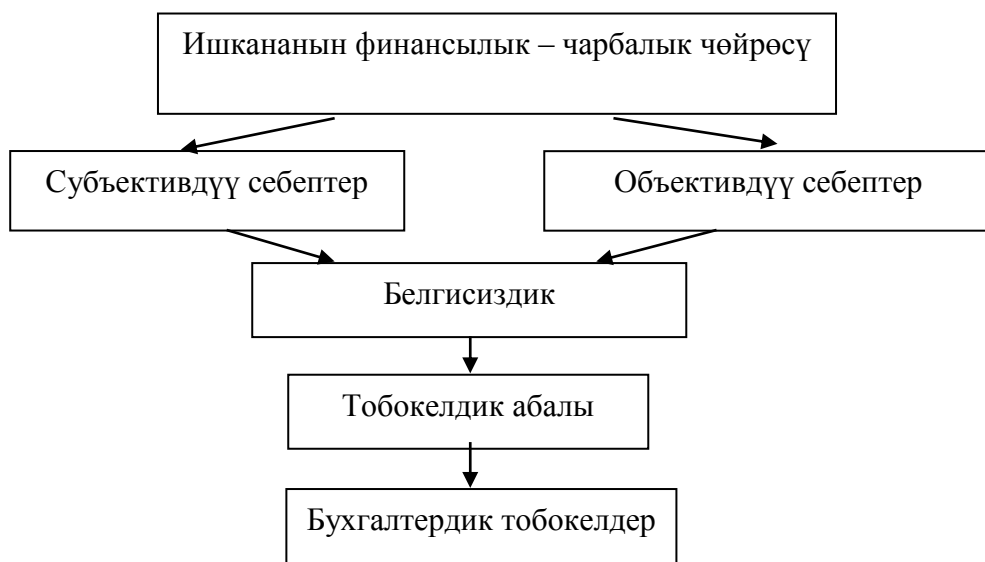 Ишкананын финансылык – чарбалык чөйрөсү
Субъективдүү себептер
Объективдүү себептер
Белгисиздик
Тобокелдик абалы
Бухгалтердик тобокелдер